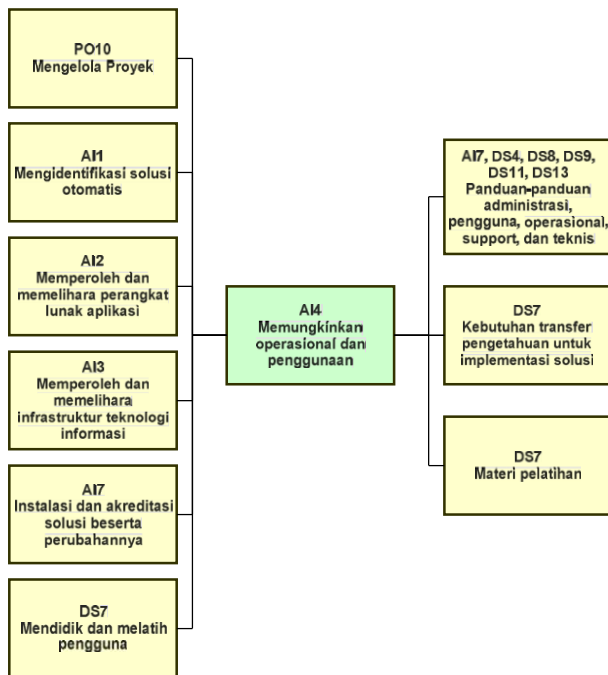 PO10
Mengelola Proyek
AI1
Mengidentifikasi solusi
otomatis
AI2
Memperoleh dan
memelihara perangkat
lunak aplikasi
AI3
Memperoleh dan
memelihara
infrastruktur teknologi
informasi
AI7
Instalasi dan akreditasi
solusi beserta
perubahannya
DS7
Mendidik dan melatih
pengguna
AI4
Memungkinkan
operasional dan
penggunaan
AI7, DS4, DS8, DS9,
DS11, DS13
Panduan-panduan
administrasi,
pengguna, operasional,
support, dan teknis
DS7
Kebutuhan transfer
pengetahuan untuk
implementasi solusi
DS7
Materi pelatihan